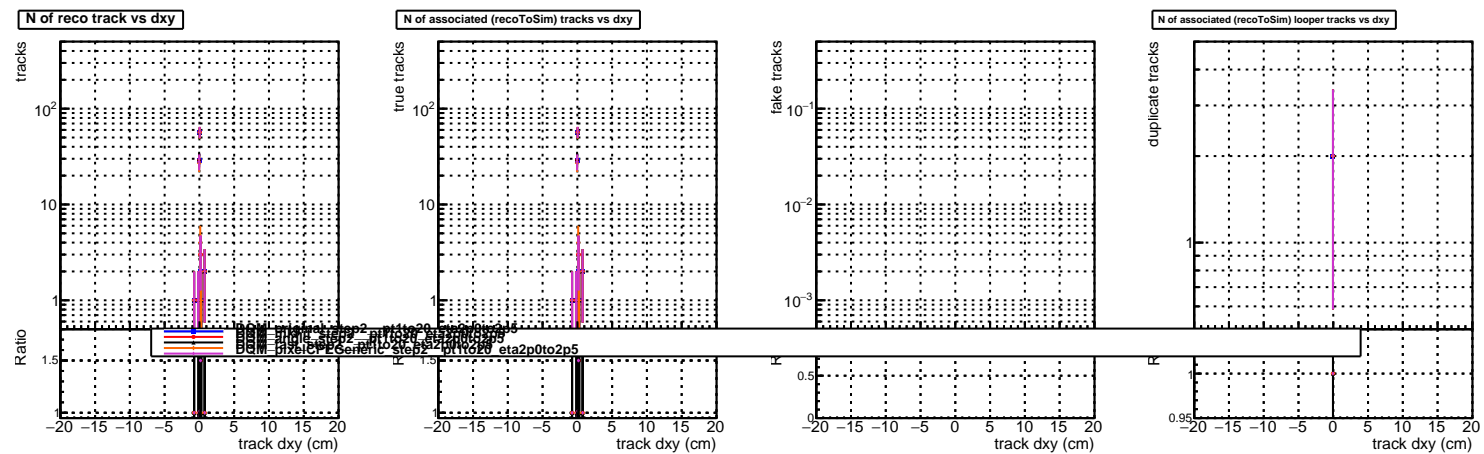 N of reco track vs dxy
N of associated (recoToSim) tracks vs dxy
N of associated (recoToSim) looper tracks vs dxy
tracks
10²
10
1
Ratio
1.5
1
−20 −15 −10 −5 0 5 10 15 20
track dxy (cm)
true tracks
10²
10
1
1.5
1
−20 −15 −10 −5 0 5 10 15 20
track dxy (cm)
fake tracks
10⁻¹
10⁻²
10⁻³
0.5
0
−20 −15 −10 −5 0 5 10 15 20
track dxy (cm)
duplicate tracks
1
1
0.95
−20 −15 −10 −5 0 5 10 15 20
track dxy (cm)
DQM_pixelCPEGeneric_step2__pt1to20_eta2p0to2p5